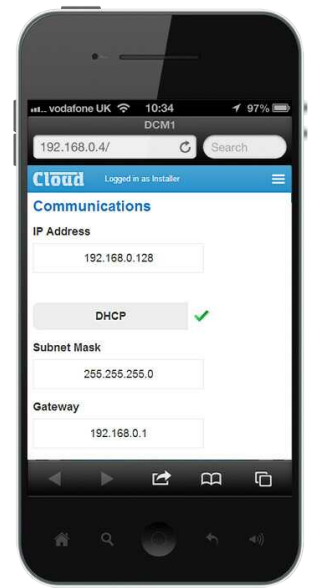 vodafone UK 10:34 97%
DCM1
192.168.0.4/ Search
Cloud Logged in as Installer
Communications
IP Address
192.168.0.128
DHCP
Subnet Mask
255.255.255.0
Gateway
192.168.0.1